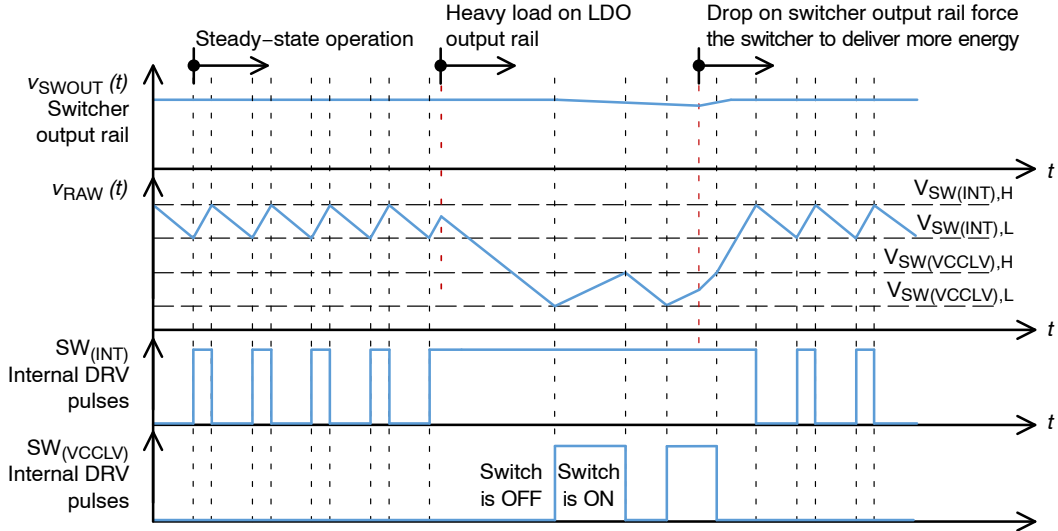 Steady–state operation
Heavy load on LDO
output rail
Drop on switcher output rail force
the switcher to deliver more energy
vSWOUT (t)
Switcher
output rail
t
vRAW (t)
VSW(INT),H
VSW(INT),L
VSW(VCCLV),H
VSW(VCCLV),L
t
SW(INT)
Internal DRV
pulses
t
SW(VCCLV)
Internal DRV
pulses
Switch
is OFF
Switch
is ON
t